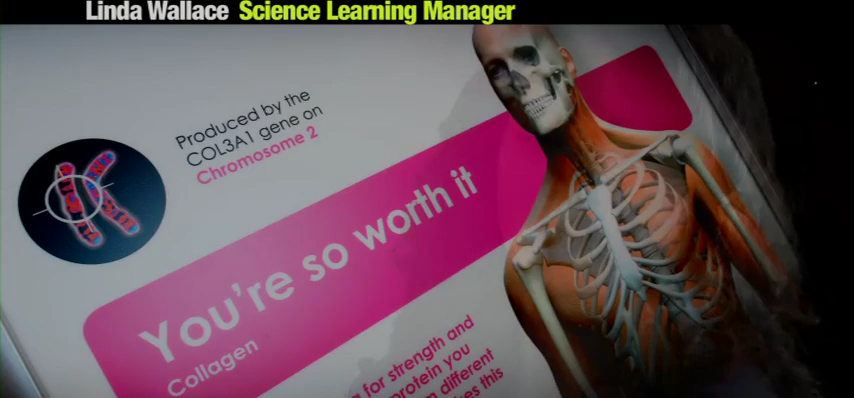 Linda Wallace Science Learning Manager
Produced by the
COL3A1 gene on
Chromosome 2
You're so worth it
Collagen
for strength and
protein you
different
this